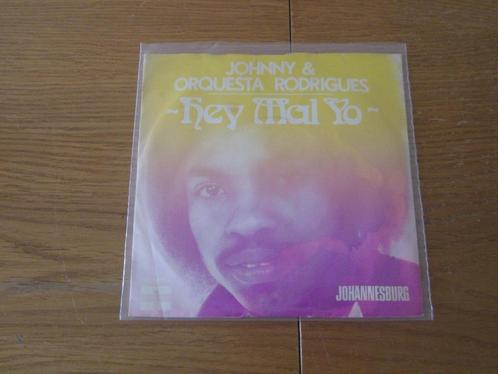 JOHNNY &
ORQUESTA RODRIGUES
~ Hey Mal Yo ~
JOHANNESBURG